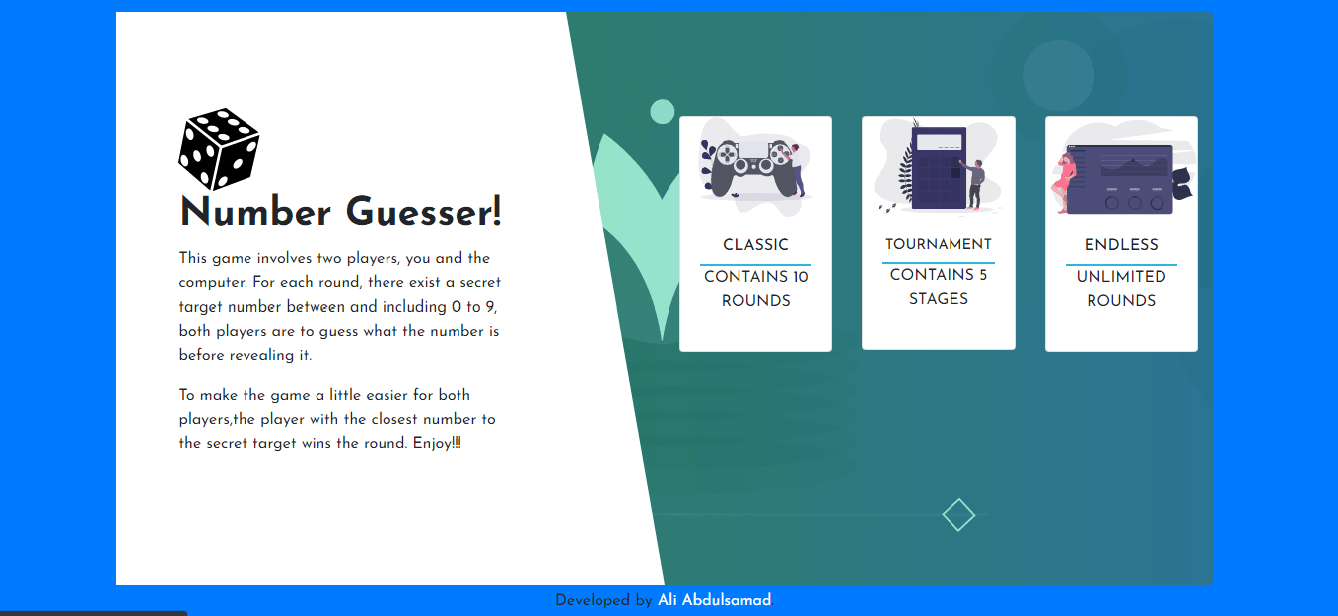 Number Guesser!
This game involves two players, you and the
computer. For each round, there exist a secret
target number between and including 0 to 9,
both players are to guess what the number is
before revealing it.
To make the game a little easier for both
players,the player with the closest number to
the secret target wins the round. Enjoy!!!
CLASSIC
CONTAINS 10
ROUNDS
TOURNAMENT
CONTAINS 5
STAGES
ENDLESS
UNLIMITED
ROUNDS
Developed by Ali Abdulsamad.